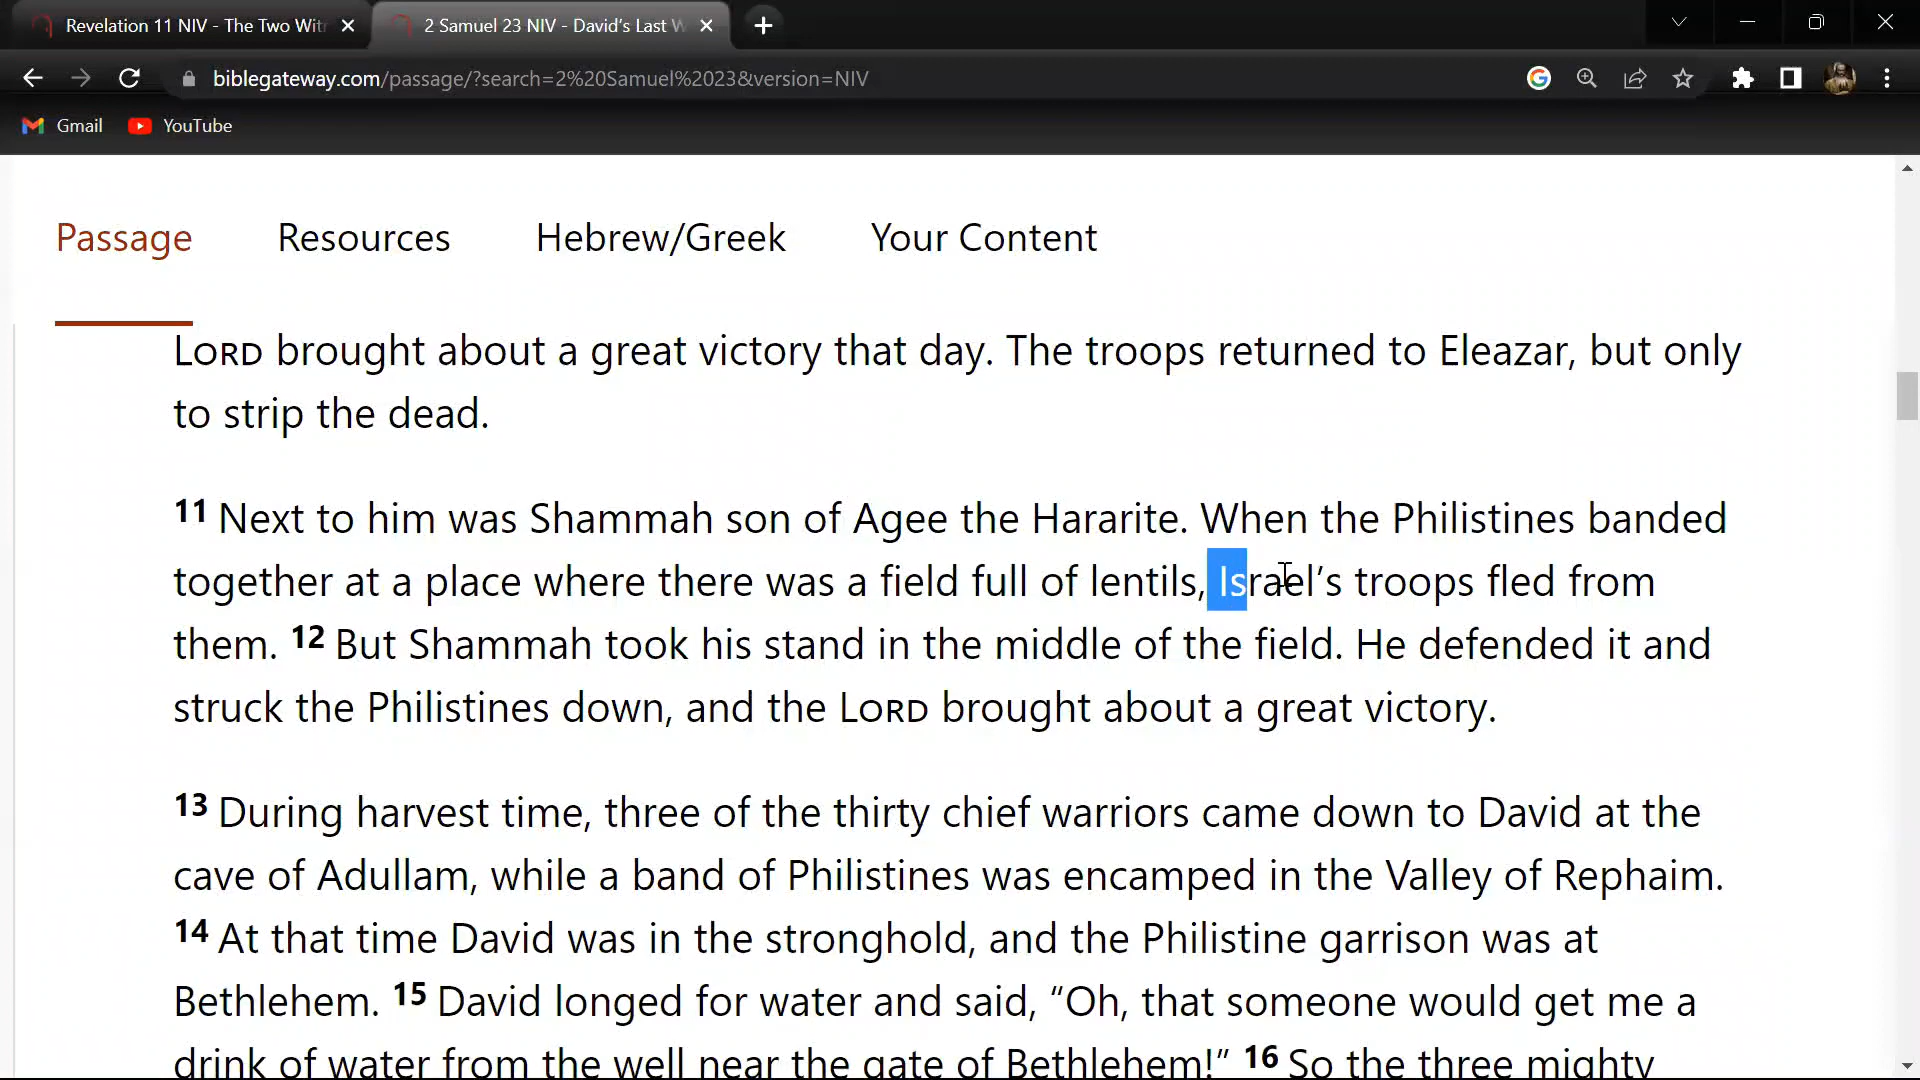 Revelation 11 NIV - The Two Wit
2 Samuel 23 NIV - David's Last W
biblegateway.com/passage/?search=2%20Samuel%2023&version=NIV
Gmail
YouTube
Passage
Resources
Hebrew/Greek
Your Content
LORD brought about a great victory that day. The troops returned to Eleazar, but only
to strip the dead.
11 Next to him was Shammah son of Agee the Hararite. When the Philistines banded
together at a place where there was a field full of lentils, Israel’s troops fled from
them. 12 But Shammah took his stand in the middle of the field. He defended it and
struck the Philistines down, and the LORD brought about a great victory.
13 During harvest time, three of the thirty chief warriors came down to David at the
cave of Adullam, while a band of Philistines was encamped in the Valley of Rephaim.
14 At that time David was in the stronghold, and the Philistine garrison was at
Bethlehem. 15 David longed for water and said, “Oh, that someone would get me a
drink of water from the well near the gate of Bethlehem!” 16 So the three mighty